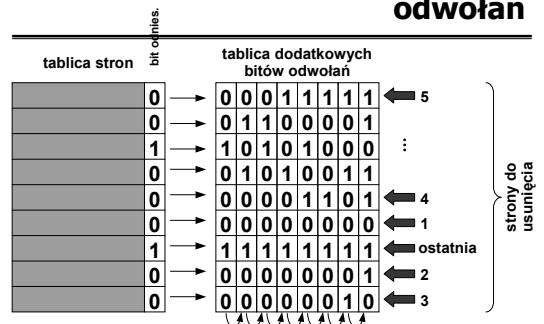 odwołań
tablica stron
bit odnies.
tablica dodatkowych
bitów odwołań
0 0 0 0 1 1 1 1 1 5
0 0 1 1 0 0 0 0 1
1 1 0 1 0 1 0 0 0 ...
0 0 1 0 1 0 0 1 1
0 0 0 0 0 1 1 0 1 4
0 0 0 0 0 0 0 0 0 1
1 1 1 1 1 1 1 1 1 ostatnia
0 0 0 0 0 0 0 0 1 2
0 0 0 0 0 0 0 1 0 3
strony do
usunięcia